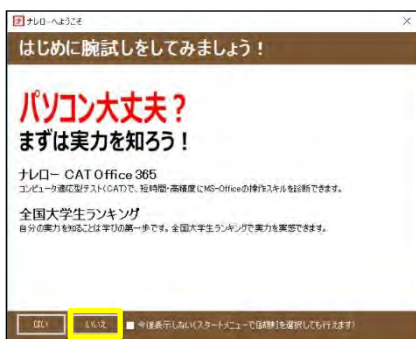 ナレローへようこそ
はじめに腕試しをしてみましょう！
パソコン大丈夫？
まずは実力を知ろう！
ナレロー CAT Office 365
コンピュータ適応型テスト(CAT)で、短時間・高精度にMS-Officeの操作スキルを診断できます。
全国大学生ランキング
自分の実力を知ることは学びの第一歩です。全国大学生ランキングで実力を実感できます。
はい いいえ 今後表示しない(スタートメニューで[試験]を選択しても行えます)